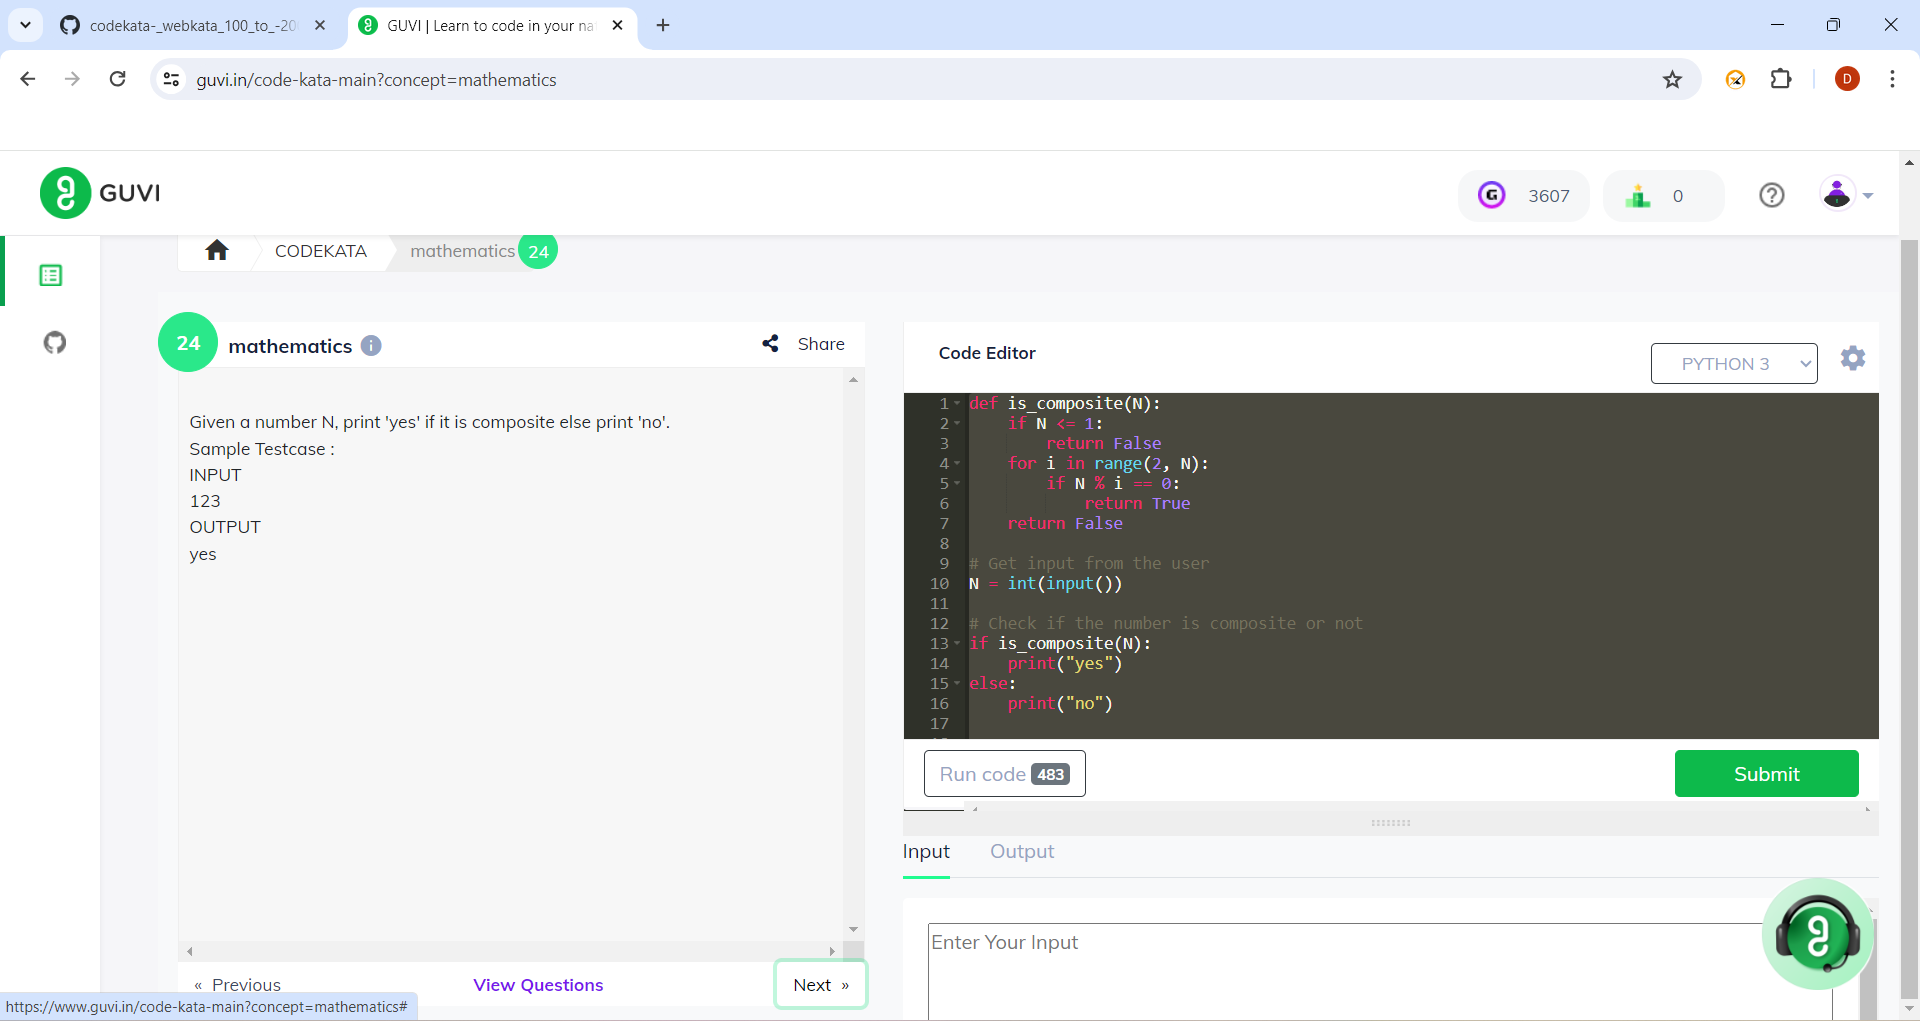 codekata-_webkata_100_to_-20
GUVI | Learn to code in your na
guvi.in/code-kata-main?concept=mathematics
D
GUVI
G 3607
0
CODEKATA
mathematics 24
24 mathematics
Share
Given a number N, print 'yes' if it is composite else print 'no'.
Sample Testcase :
INPUT
123
OUTPUT
yes
« Previous
View Questions
Next »
https://www.guvi.in/code-kata-main?concept=mathematics#
Code Editor
PYTHON 3
1 def is_composite(N):
2 if N <= 1:
3 return False
4 for i in range(2, N):
5 if N % i == 0:
6 return True
7 return False
8
9 # Get input from the user
10 N = int(input())
11
12 # Check if the number is composite or not
13 if is_composite(N):
14 print("yes")
15 else:
16 print("no")
17
Run code 483
Submit
Input
Output
Enter Your Input